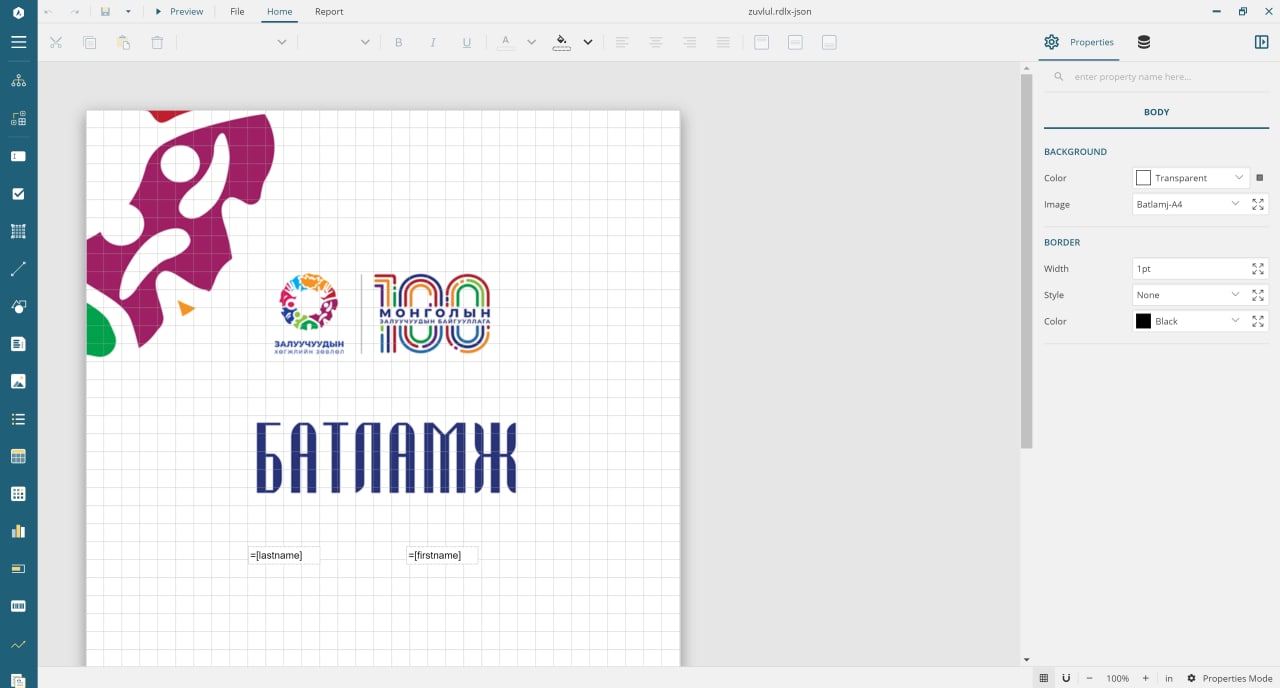 Preview
File
Home
Report
zuvlul.rdlx-json
B
I
U
A
Properties
enter property name here...
BODY
BACKGROUND
Color
Transparent
Image
Batlamj-A4
BORDER
Width
1pt
Style
None
Color
Black
ЗАЛУУЧУУДЫН
ХӨГЖЛИЙН ЗӨВЛӨЛ
100
МОНГОЛЫН
ЗАЛУУЧУУДЫН БАЙГУУЛЛАГА
БАТЛАМЖ
=[lastname]
=[firstname]
100%
in
Properties Mode